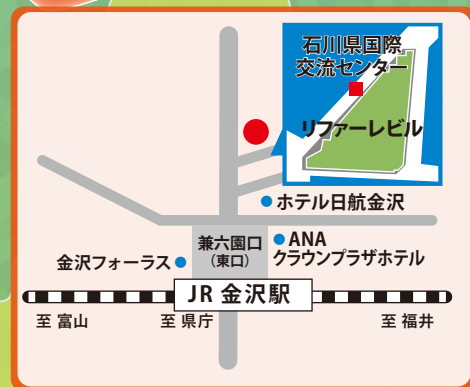 石川県国際
交流センター
リファーレビル
ホテル日航金沢
兼六園口
（東口）
ANA
クラウンプラザホテル
金沢フォーラス
JR 金沢駅
至 富山
至 県庁
至 福井